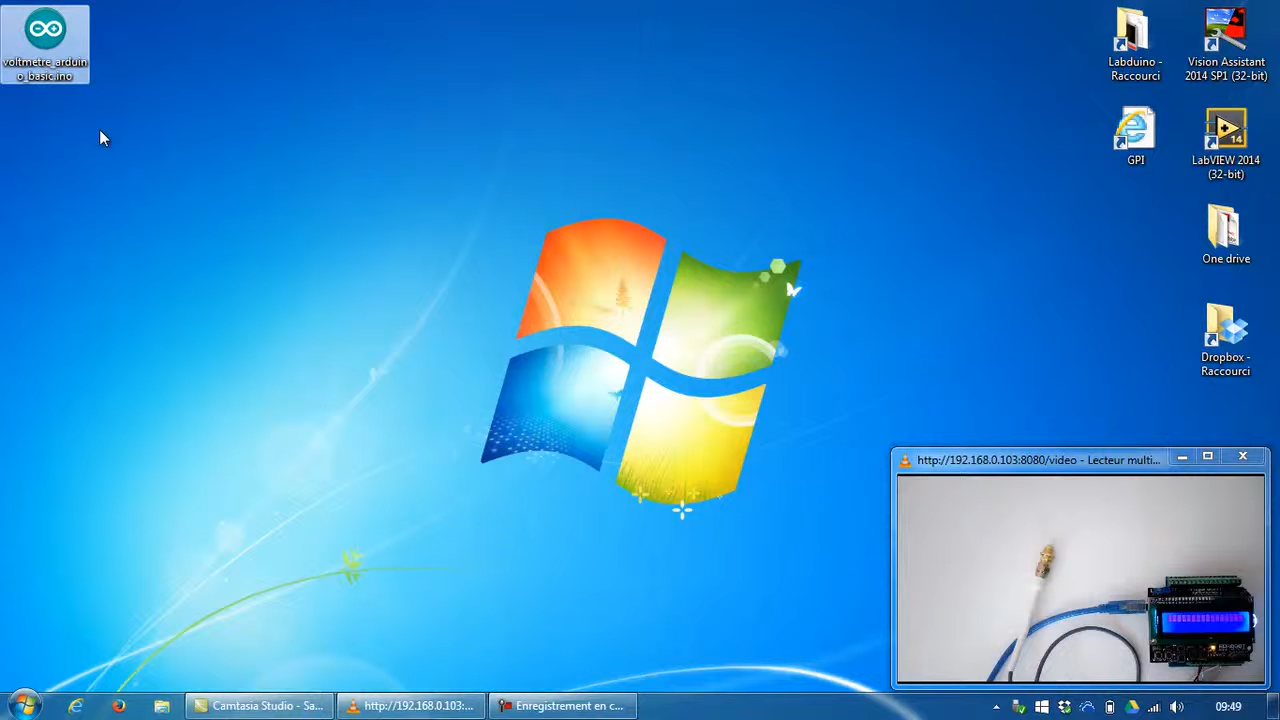 voltmetre_arduin
o_basic.ino
Labduino -
Raccourci
Vision Assistant
2014 SP1 (32-bit)
GPI
14
LabVIEW 2014
(32-bit)
One drive
Dropbox -
Raccourci
http://192.168.0.103:8080/video - Lecteur multi...
Camtasia Studio - Sa...
http://192.168.0.103:...
Enregistrement en c...
09:49